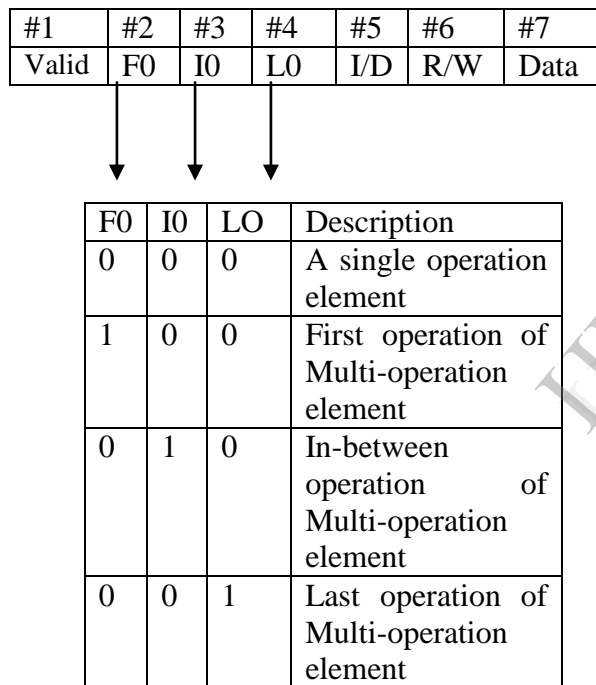 #1 #2 #3 #4 #5 #6 #7
Valid F0 I0 L0 I/D R/W Data
F0 I0 LO Description
0 0 0 A single operation
element
1 0 0 First operation of
Multi-operation
element
0 1 0 In-between
operation of
Multi-operation
element
0 0 1 Last operation of
Multi-operation
element